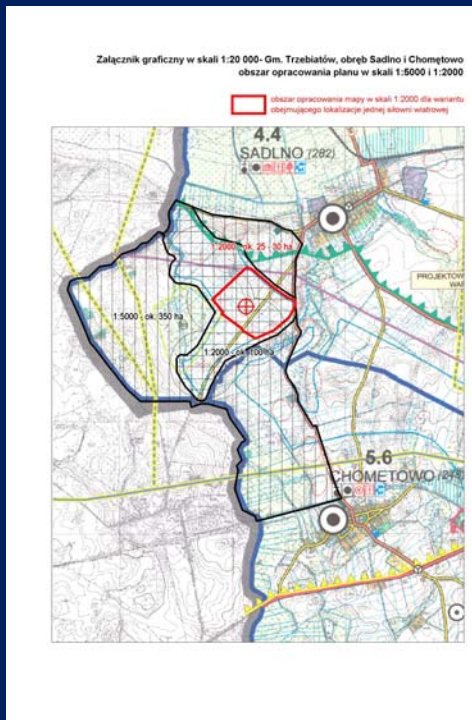 Załącznik graficzny w skali 1:20 000- Gm. Trzebiatów, obręb Sadlno i Chomętowo
obszar opracowania planu w skali 1:5000 i 1:2000
obszar opracowania mapy w skali 1:2000 dla wariantu
obejmującego lokalizacje jednej siłowni wiatrowej
4.4
SADLNO (282)
1:2000 - ok. 25 - 30 ha
PROJEKTOW
WAR
1:5000 - ok. 350 ha
1:2000 - ok. 100 ha
5.6
CHOMĘTOWO